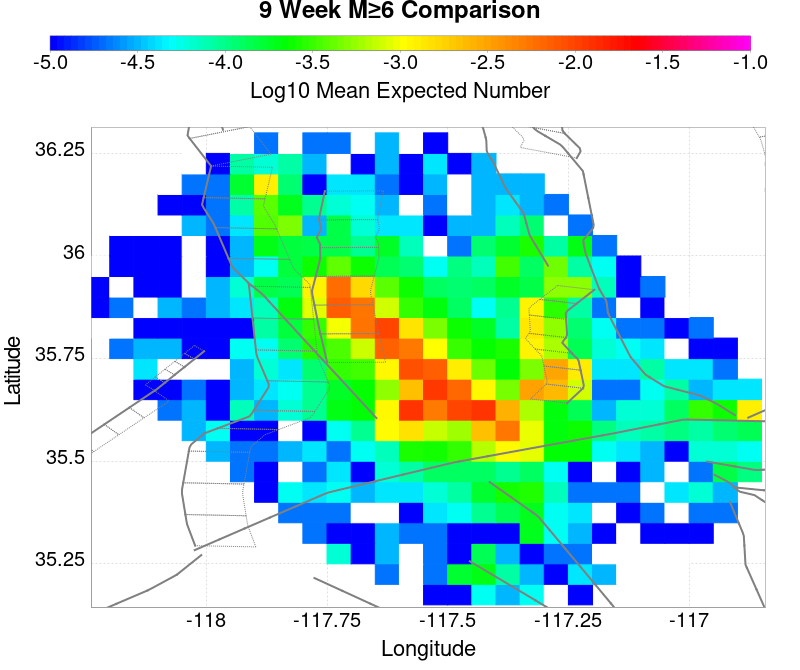 9 Week M≥6 Comparison
-5.0 -4.5 -4.0 -3.5 -3.0 -2.5 -2.0 -1.5 -1.0
Log10 Mean Expected Number
36.25
36
35.75
35.5
35.25
Latitude
-118 -117.75 -117.5 -117.25 -117
Longitude